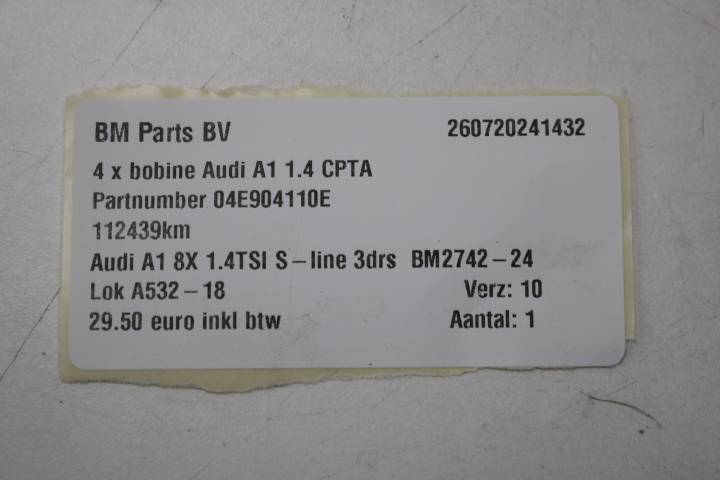 BM Parts BV 260720241432
4 x bobine Audi A1 1.4 CPTA
Partnumber 04E904110E
112439km
Audi A1 8X 1.4TSI S-line 3drs BM2742-24
Lok A532-18 Verz: 10
29.50 euro inkl btw Aantal: 1